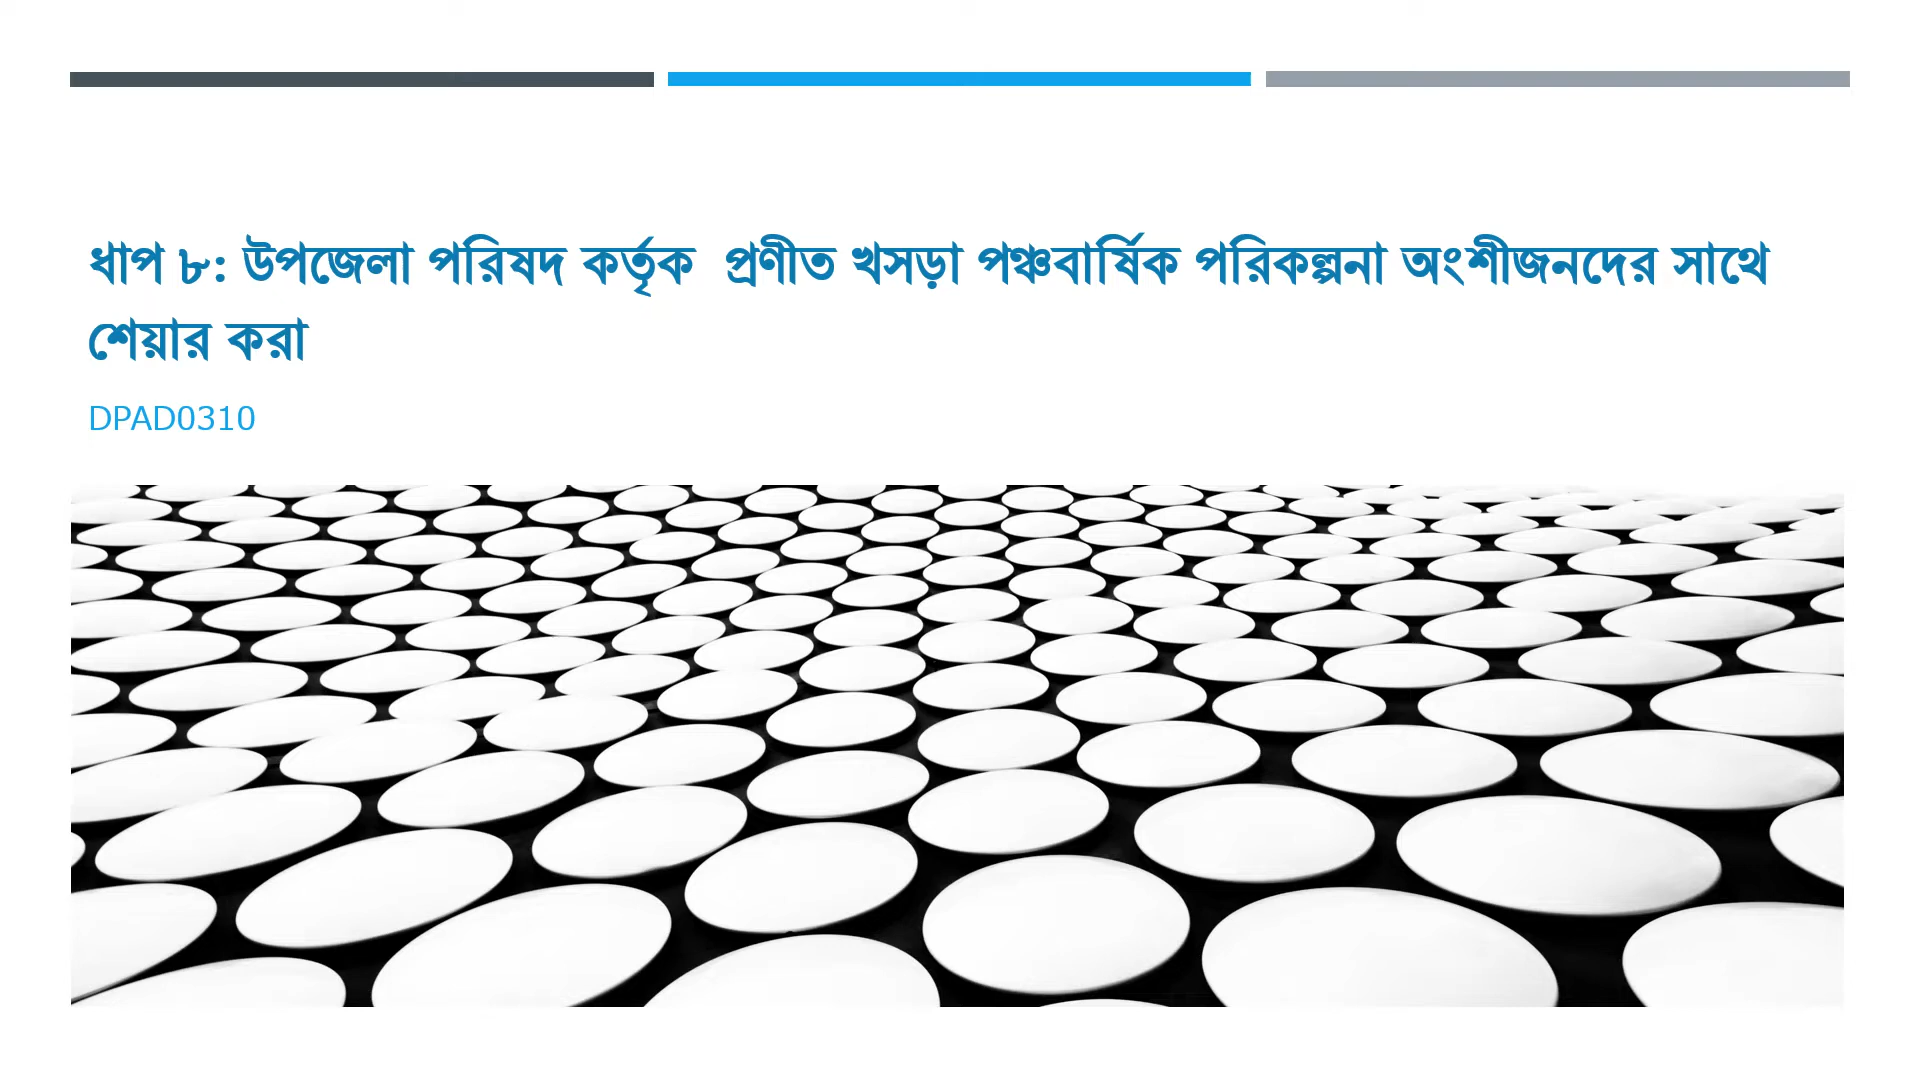 ধাপ ৮: উপজেলা পরিষদ কর্তৃক প্রণীত খসড়া পঞ্চবার্ষিক পরিকল্পনা অংশীজনদের সাথে
শেয়ার করা
DPAD0310